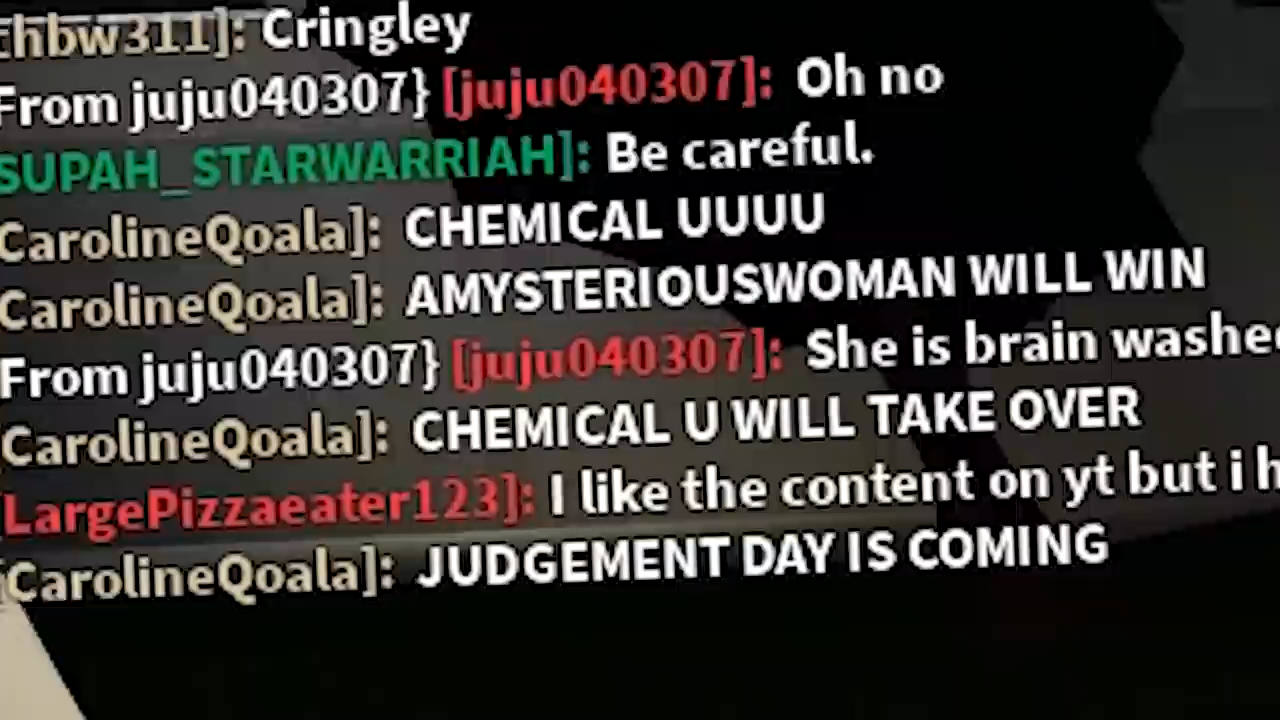 thbw311]: Cringley
From juju040307} [juju040307]: Oh no
SUPAH_STARWARRIAH]: Be careful.
CarolineQoala]: CHEMICAL UUUU
CarolineQoala]: AMYSTERIOUSWOMAN WILL WIN
From juju040307} [juju040307]: She is brain washed
[CarolineQoala]: CHEMICAL U WILL TAKE OVER
[LargePizzaeater123]: I like the content on yt but i h
[CarolineQoala]: JUDGEMENT DAY IS COMING